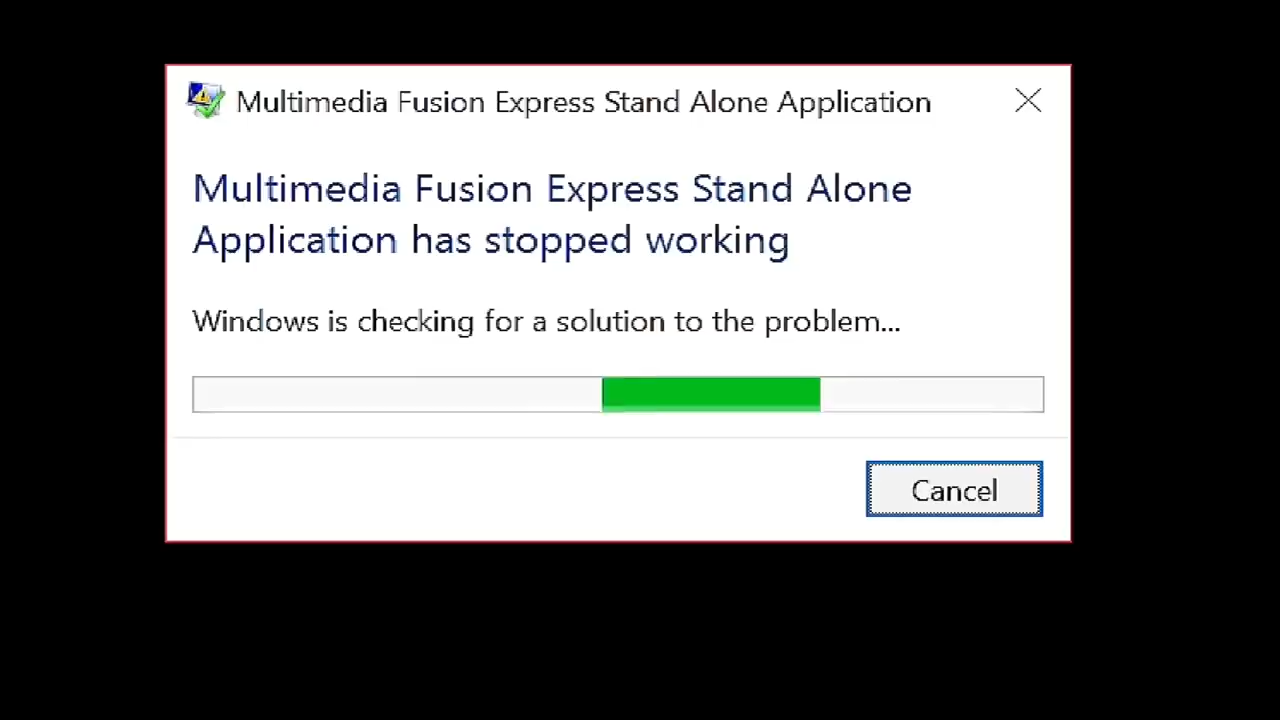 Multimedia Fusion Express Stand Alone Application
Multimedia Fusion Express Stand Alone
Application has stopped working
Windows is checking for a solution to the problem...
Cancel